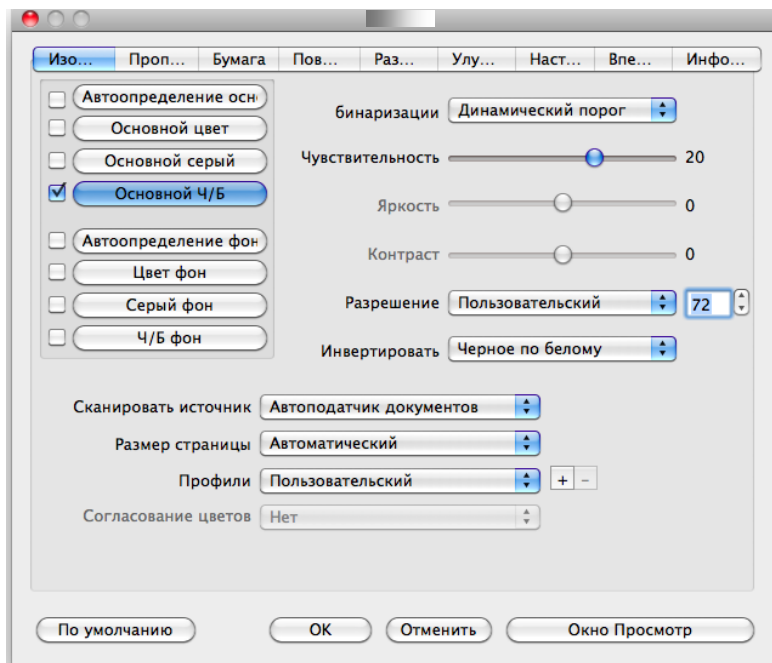 Изо... Проп... Бумага Пов... Раз... Улу... Наст... Впе... Инфо...
Автоопределение осн
Основной цвет
Основной серый
Основной Ч/Б
Автоопределение фон
Цвет фон
Серый фон
Ч/Б фон
бинаризации Динамический порог
Чувствительность 20
Яркость 0
Контраст 0
Разрешение Пользовательский 72
Инвертировать Черное по белому
Сканировать источник Автоподатчик документов
Размер страницы Автоматический
Профили Пользовательский + -
Согласование цветов Нет
По умолчанию OK Отменить Окно Просмотр